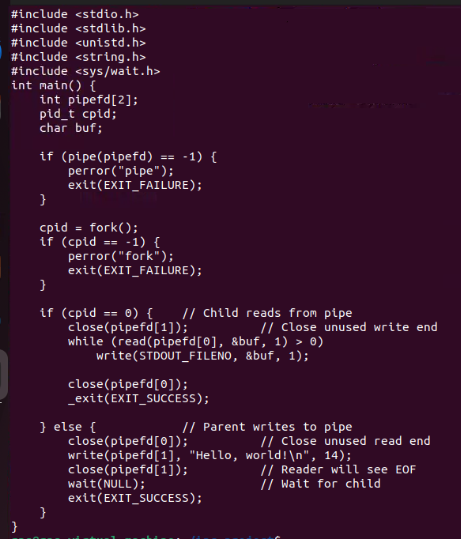 #include <stdio.h>
#include <stdlib.h>
#include <unistd.h>
#include <string.h>
#include <sys/wait.h>
int main() {
    int pipefd[2];
    pid_t cpid;
    char buf;

    if (pipe(pipefd) == -1) {
        perror("pipe");
        exit(EXIT_FAILURE);
    }

    cpid = fork();
    if (cpid == -1) {
        perror("fork");
        exit(EXIT_FAILURE);
    }

    if (cpid == 0) {    // Child reads from pipe
        close(pipefd[1]);          // Close unused write end
        while (read(pipefd[0], &buf, 1) > 0)
            write(STDOUT_FILENO, &buf, 1);

        close(pipefd[0]);
        _exit(EXIT_SUCCESS);

    } else {            // Parent writes to pipe
        close(pipefd[0]);          // Close unused read end
        write(pipefd[1], "Hello, world!\n", 14);
        close(pipefd[1]);          // Reader will see EOF
        wait(NULL);                // Wait for child
        exit(EXIT_SUCCESS);
    }
}